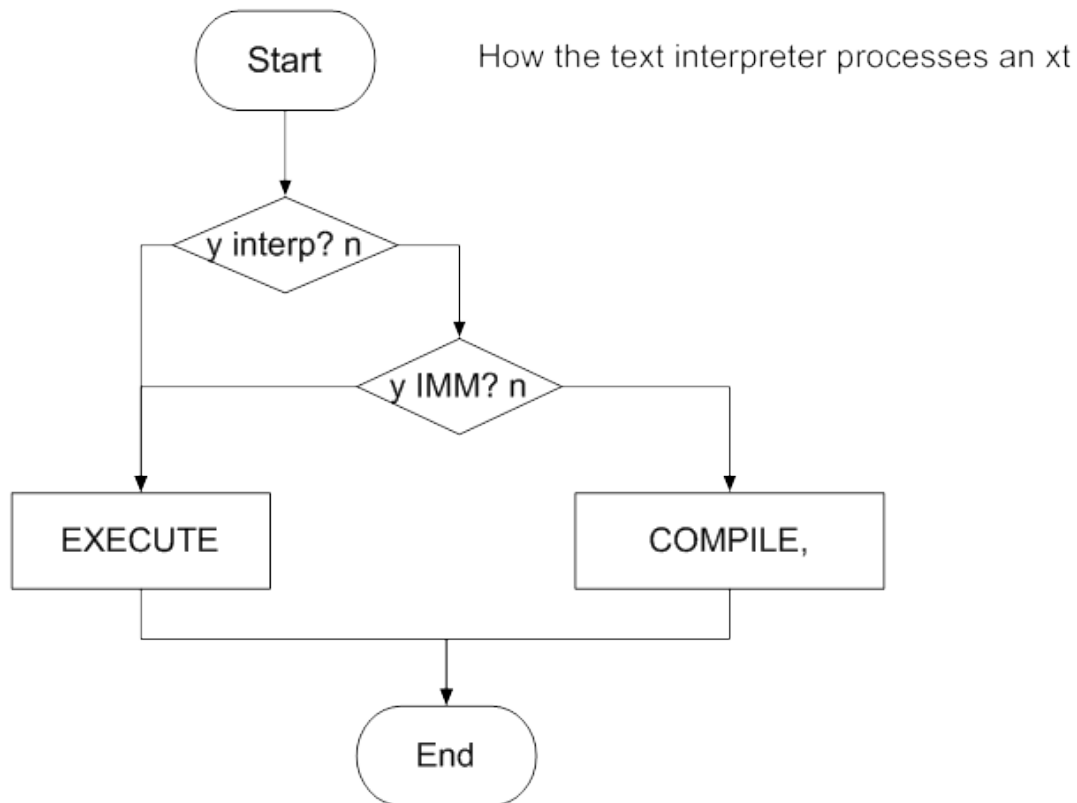 Start
How the text interpreter processes an xt
y interp? n
y IMM? n
EXECUTE
COMPILE,
End